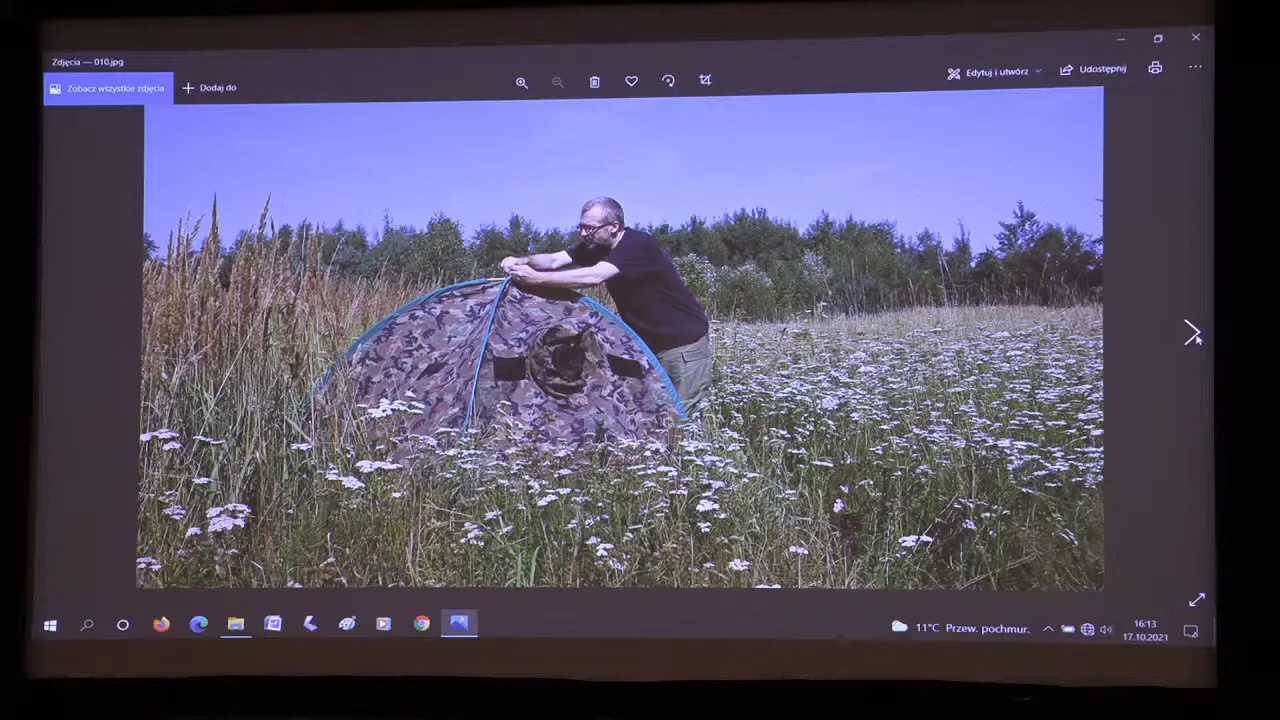 Zdjęcia — 010.jpg
Zobacz wszystkie zdjęcia
Dodaj do
Edytuj i utwórz
Udostępnij
11°C Przew. pochmur.
16:13
17.10.2021